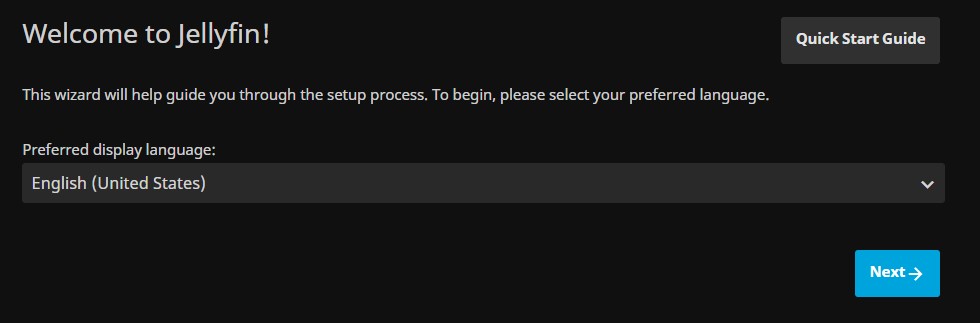 Welcome to Jellyfin!
Quick Start Guide
This wizard will help guide you through the setup process. To begin, please select your preferred language.
Preferred display language:
English (United States)
Next